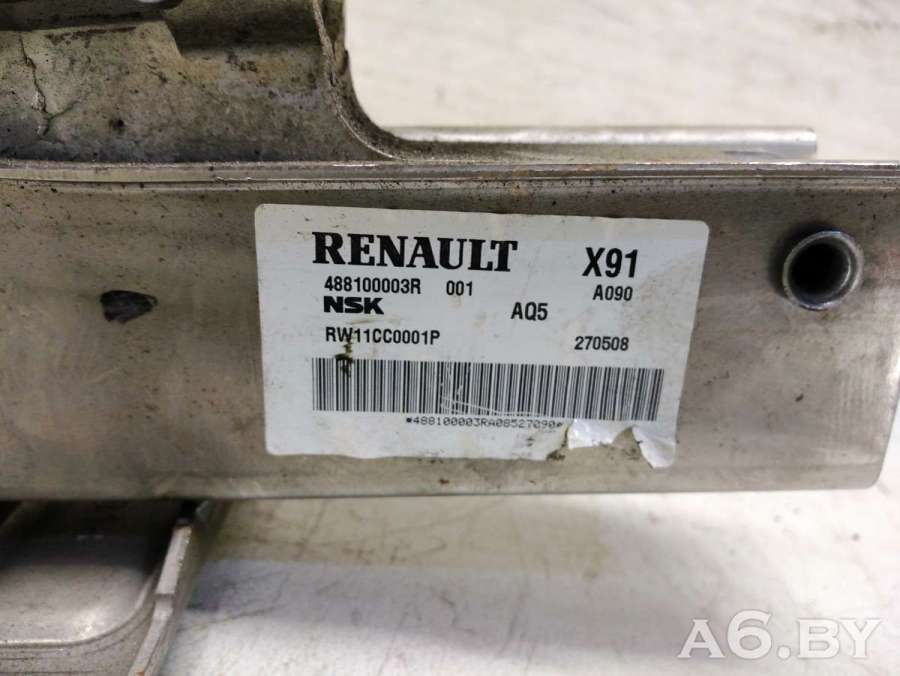 RENAULT X91
488100003R 001 A090
NSK AQ5
RW11CC0001P 270508
*488100003RA08527090*
A6.BY